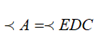 ≺ A =≺ EDC